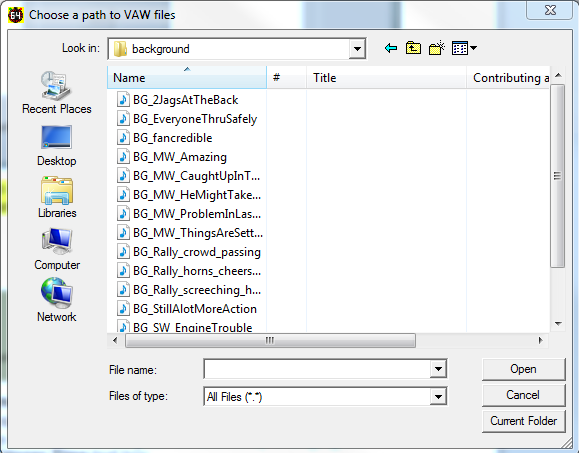 64 Choose a path to VAW files
Look in: background
Name # Title Contributing a
Recent Places
Desktop
Libraries
Computer
Network
BG_2JagsAtTheBack
BG_EveryoneThruSafely
BG_fancredible
BG_MW_Amazing
BG_MW_CaughtUpInT...
BG_MW_HeMightTake...
BG_MW_ProblemInLas...
BG_MW_ThingsAreSett...
BG_Rally_crowd_passing
BG_Rally_horns_cheers...
BG_Rally_screeching_h...
BG_StillAlotMoreAction
BG_SW_EngineTrouble
File name: Open
Files of type: All Files (*.*) Cancel
Current Folder